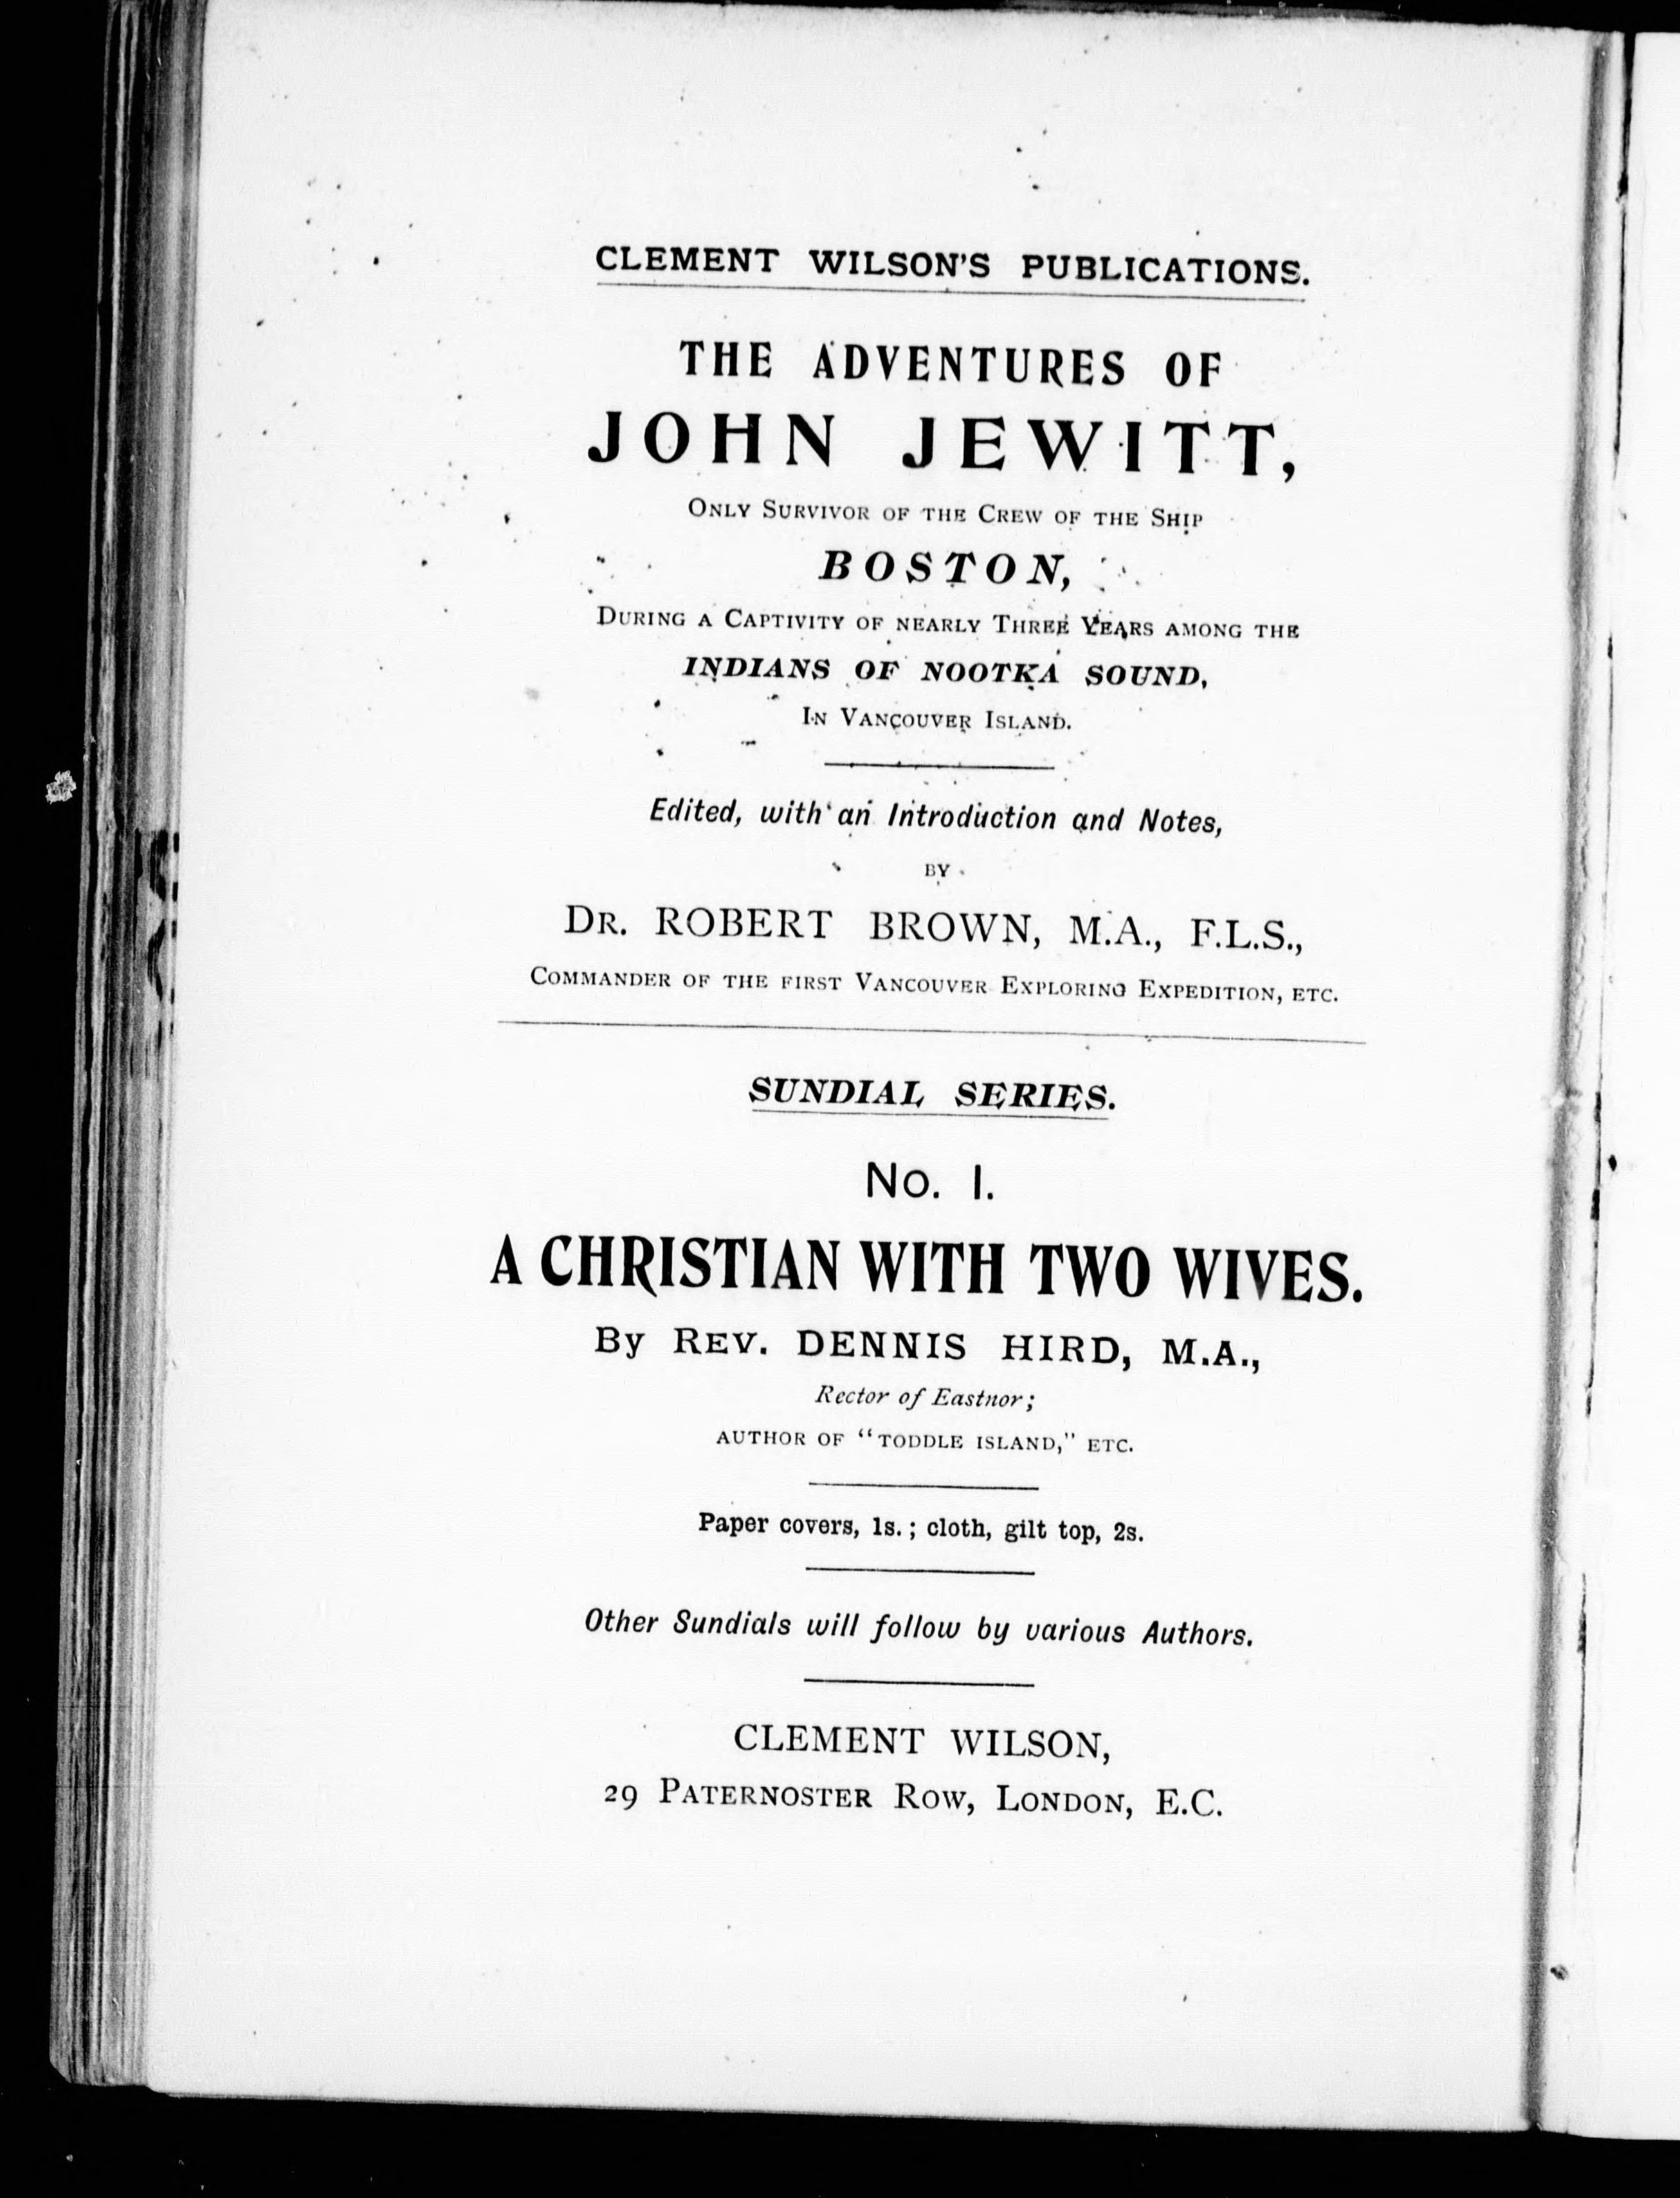 CLEMENT WILSON'S PUBLICATIONS.
THE ADVENTURES OF
JOHN JEWITT,
ONLY SURVIVOR OF THE CREW OF THE SHIP
BOSTON,
DURING A CAPTIVITY OF NEARLY THREE YEARS AMONG THE
INDIANS OF NOOTKA SOUND,
IN VANCOUVER ISLAND.
Edited, with an Introduction and Notes,
BY
DR. ROBERT BROWN, M.A., F.L.S.,
COMMANDER OF THE FIRST VANCOUVER EXPLORING EXPEDITION, ETC.
SUNDIAL SERIES.
No. I.
A CHRISTIAN WITH TWO WIVES.
By REV. DENNIS HIRD, M.A.,
Rector of Eastnor;
AUTHOR OF "TODDLE ISLAND," ETC.
Paper covers, 1s.; cloth, gilt top, 2s.
Other Sundials will follow by various Authors.
CLEMENT WILSON,
29 PATERNOSTER ROW, LONDON, E.C.